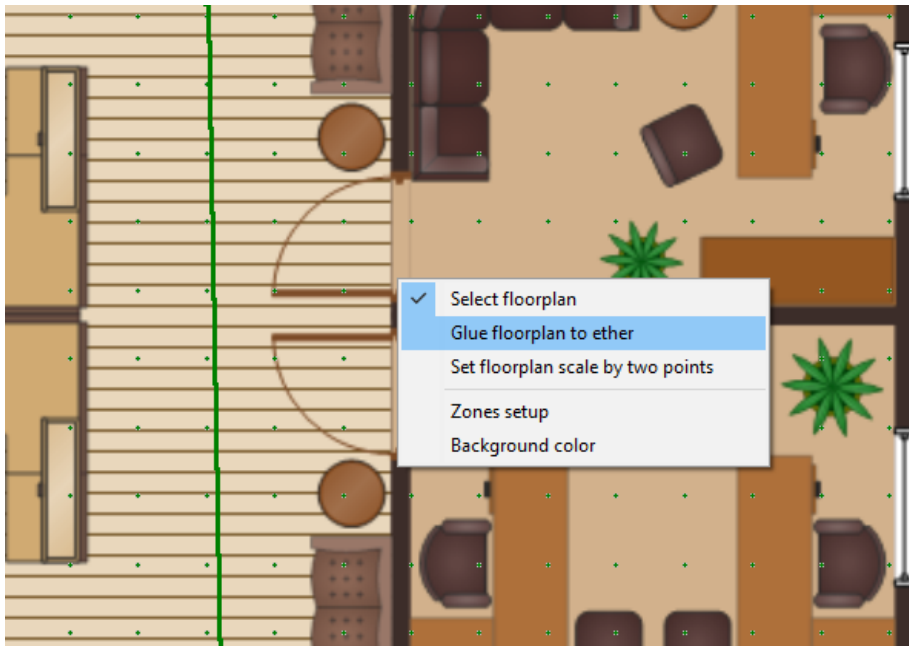 Select floorplan
Glue floorplan to ether
Set floorplan scale by two points
Zones setup
Background color